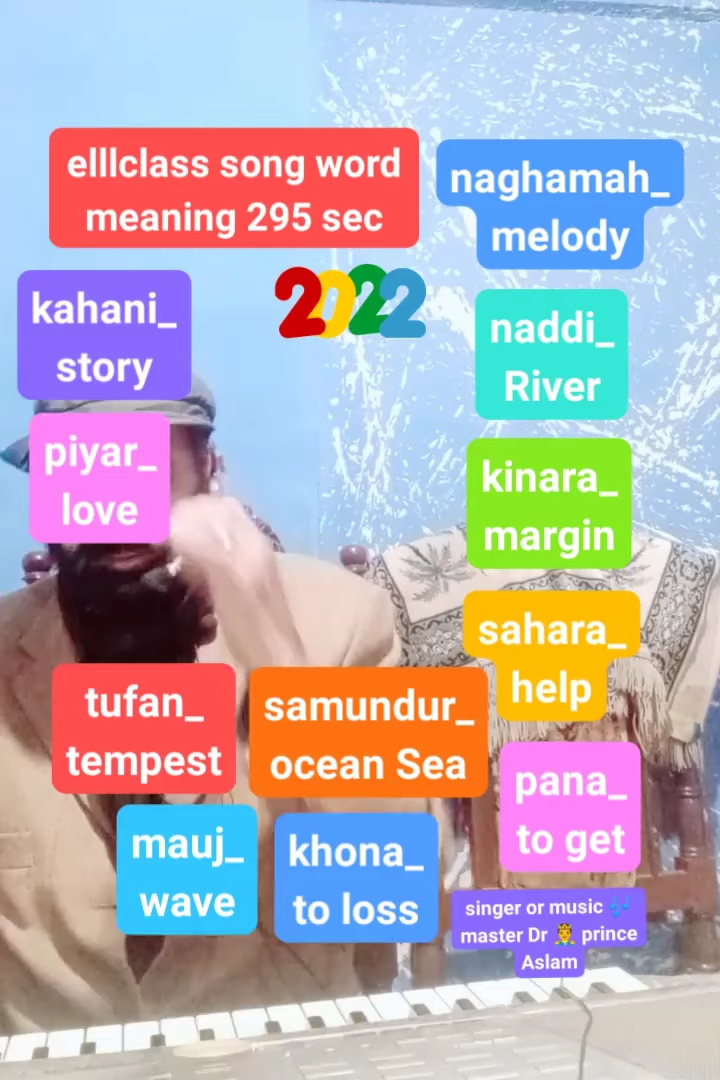 elllclass song word
meaning 295 sec
naghamah_
melody
2022
kahani_
story
naddi_
River
piyar_
love
kinara_
margin
sahara_
help
tufan_
tempest
samundur_
ocean Sea
pana_
to get
mauj_
wave
khona_
to loss
singer or music 🎶
master Dr 🤴 prince
Aslam